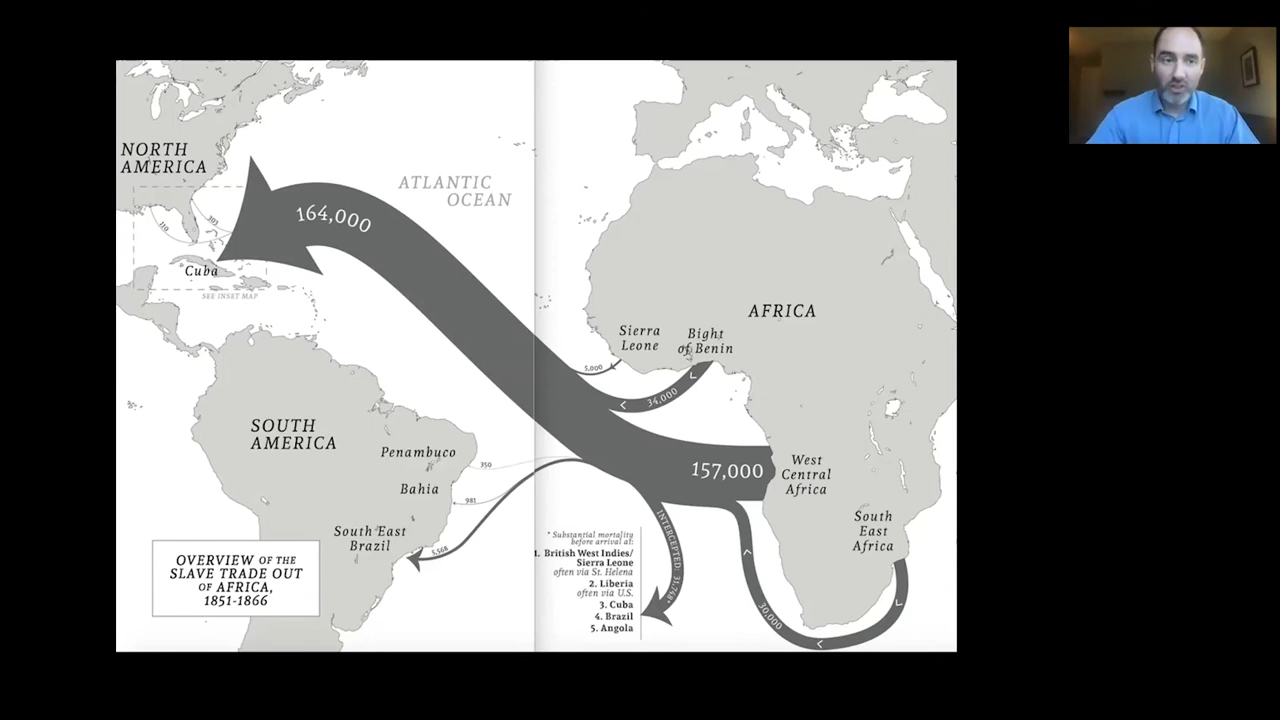 NORTH
AMERICA
ATLANTIC
OCEAN
164,000
110
103
Cuba
SEE INSET MAP
AFRICA
Sierra
Leone
Bight
of Benin
5,000
34,000
SOUTH
AMERICA
Penambuco
350
157,000
West
Central
Africa
Bahia
981
South East
Brazil
5,568
South
East
Africa
INTERCEPTED: 31,768*
30,000
* Substantial mortality
before arrival at:
1. British West Indies/
Sierra Leone
often via St. Helena
2. Liberia
often via U.S.
3. Cuba
4. Brazil
5. Angola
OVERVIEW OF THE
SLAVE TRADE OUT
OF AFRICA,
1851-1866